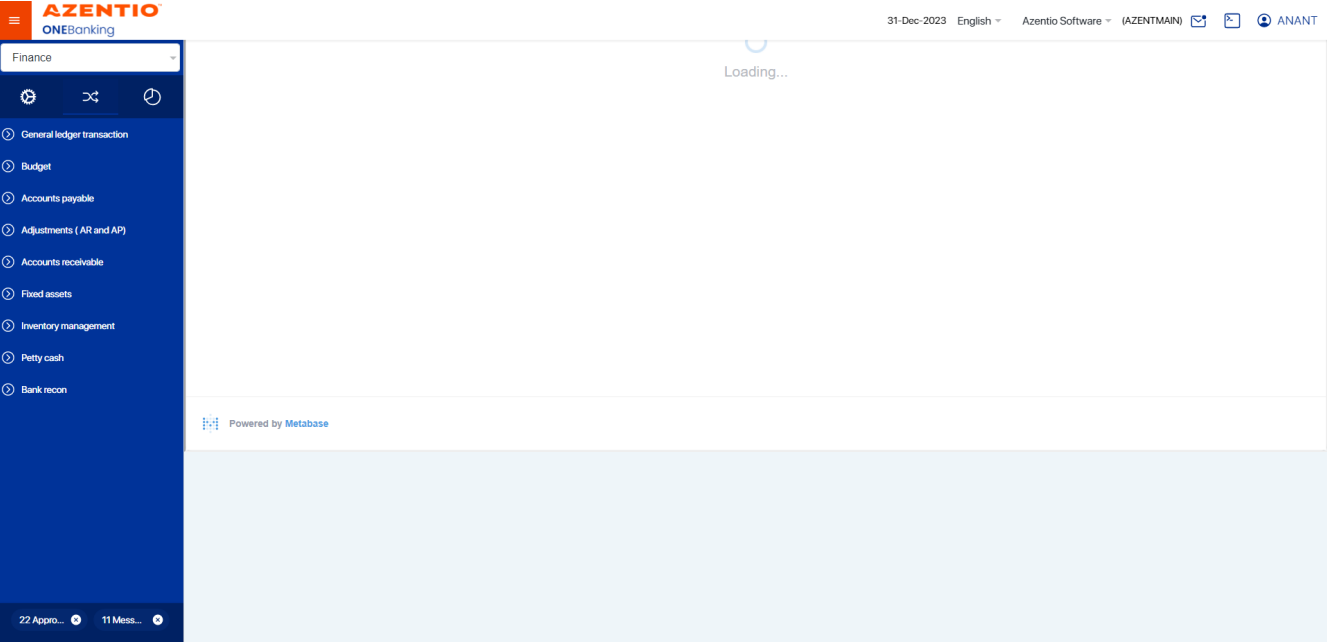 AZENTIO
ONEBanking
31-Dec-2023 English Azentio Software (AZENTMAIN) ANANT
Finance
Loading...
General ledger transaction
Budget
Accounts payable
Adjustments ( AR and AP)
Accounts receivable
Fixed assets
Inventory management
Petty cash
Bank recon
Powered by Metabase
22 Appro... 11 Mess...